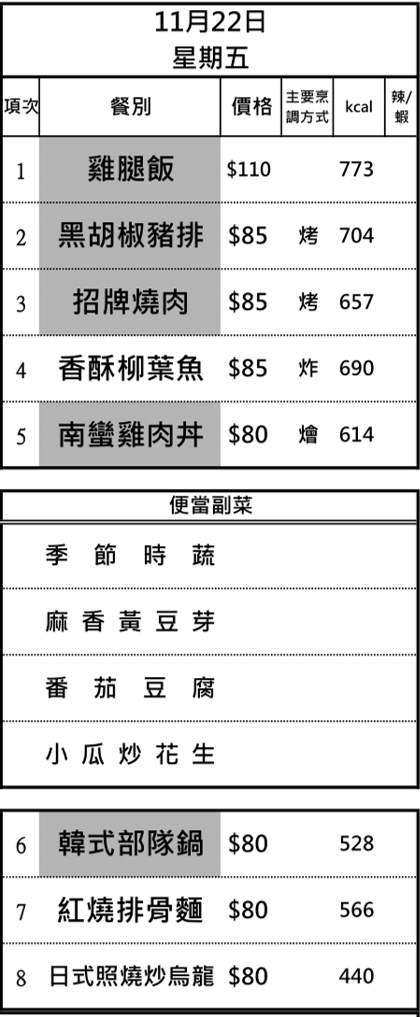 11月22日
星期五
項次 餐別 價格 主要烹調方式 kcal 辣/蝦
1 雞腿飯 $110 773
2 黑胡椒豬排 $85 烤 704
3 招牌燒肉 $85 烤 657
4 香酥柳葉魚 $85 炸 690
5 南蠻雞肉丼 $80 燴 614
便當副菜
季節時蔬
麻香黃豆芽
番茄豆腐
小瓜炒花生
6 韓式部隊鍋 $80 528
7 紅燒排骨麵 $80 566
8 日式照燒炒烏龍 $80 440